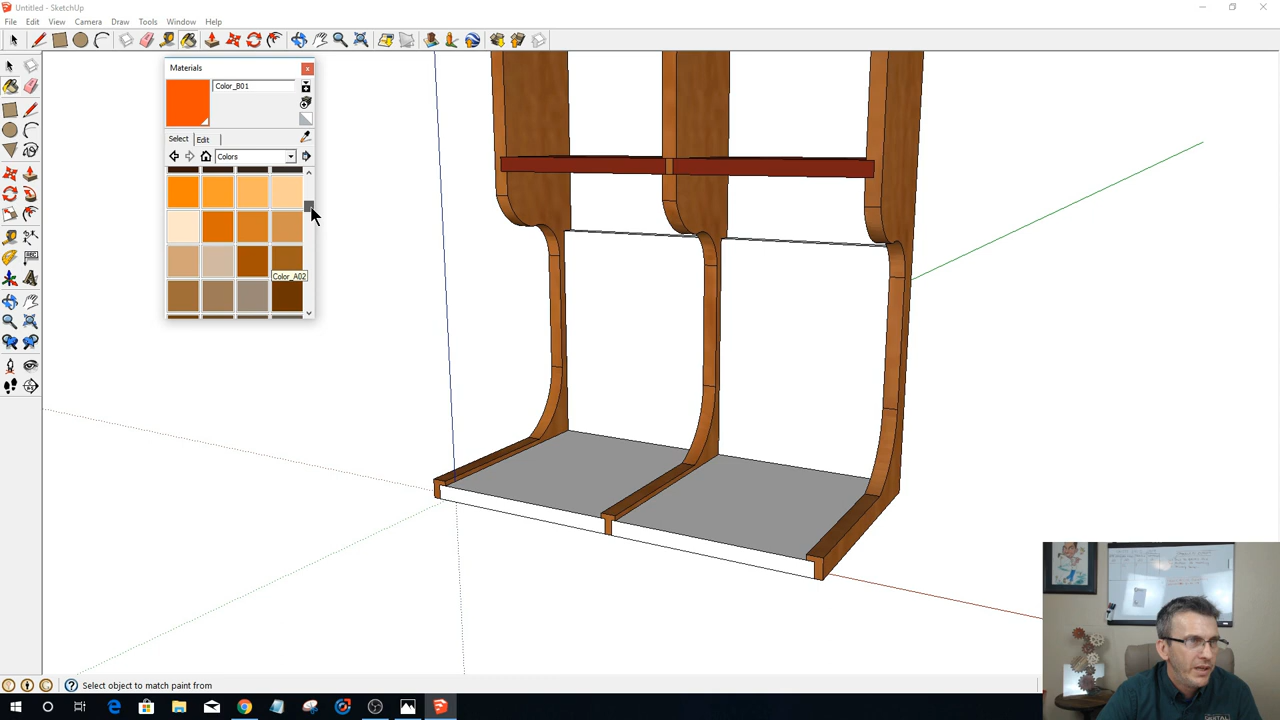 Untitled - SketchUp
File Edit View Camera Draw Tools Window Help
Materials
Color_B01
Select Edit
Colors
Color_A02
Select object to match paint from